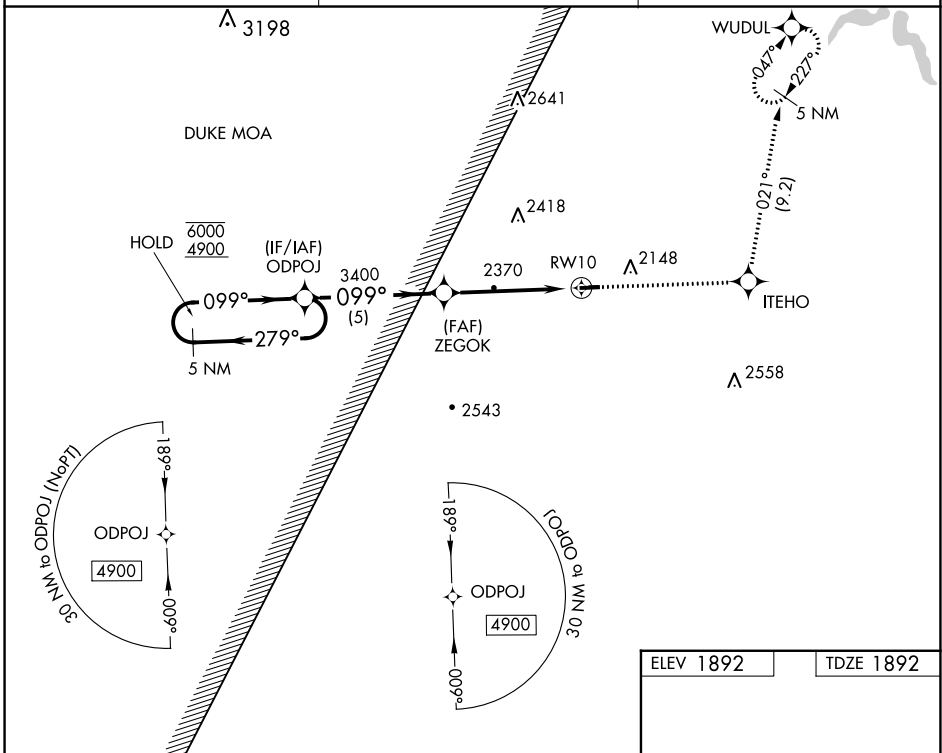 3198
WUDUL
047°
227°
5 NM
2641
DUKE MOA
021°
(9.2)
2418
HOLD
6000
4900
(IF/IAF)
ODPOJ
3400
2370
RW10
2148
099°
099°
(5)
ITEHO
279°
(FAF)
ZEGOK
5 NM
2558
2543
30 NM to ODPOJ (NoPT)
189°
ODPOJ
4900
009°
189°
30 NM to ODPOJ
ODPOJ
4900
009°
ELEV 1892
TDZE 1892